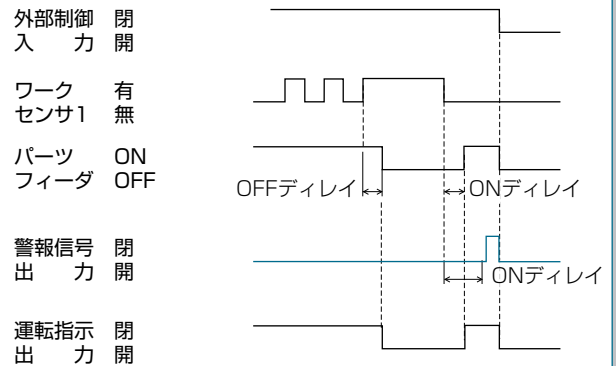 外部制御 閉
入 力 開
ワーク 有
センサ1 無
パーツ ON
フィーダ OFF
OFFディレイ
ONディレイ
警報信号 閉
出 力 開
ONディレイ
運転指示 閉
出 力 開